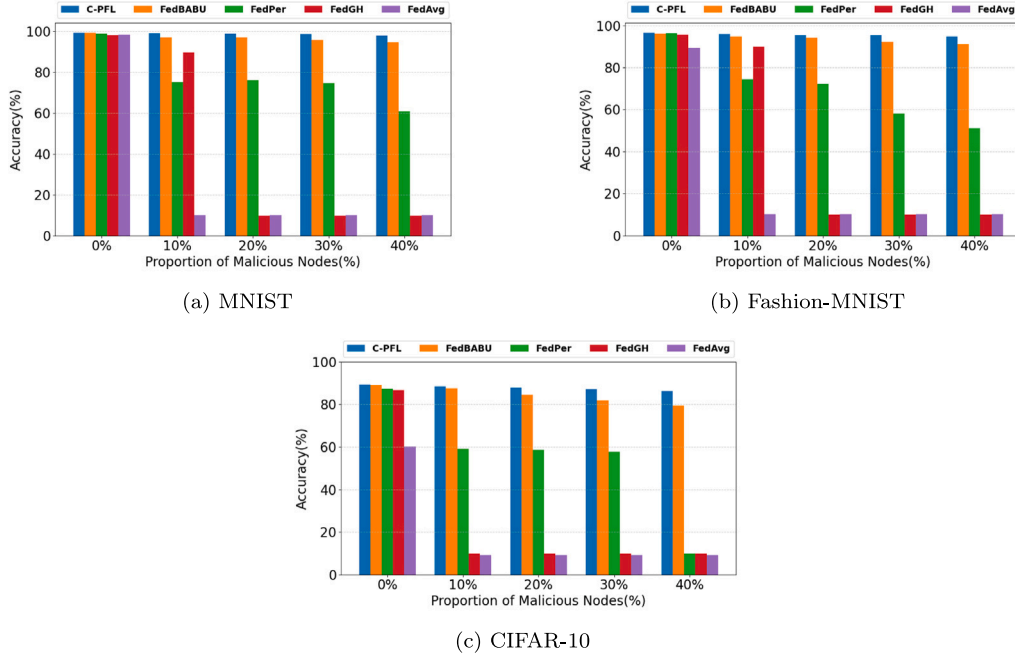 C-PFL FedBABU FedPer FedGH FedAvg
100
80
60
40
20
0
Accuracy(%)
0% 10% 20% 30% 40%
Proportion of Malicious Nodes(%)
(a) MNIST
C-PFL FedBABU FedPer FedGH FedAvg
100
80
60
40
20
0
Accuracy(%)
0% 10% 20% 30% 40%
Proportion of Malicious Nodes(%)
(b) Fashion-MNIST
C-PFL FedBABU FedPer FedGH FedAvg
100
80
60
40
20
0
Accuracy(%)
0% 10% 20% 30% 40%
Proportion of Malicious Nodes(%)
(c) CIFAR-10